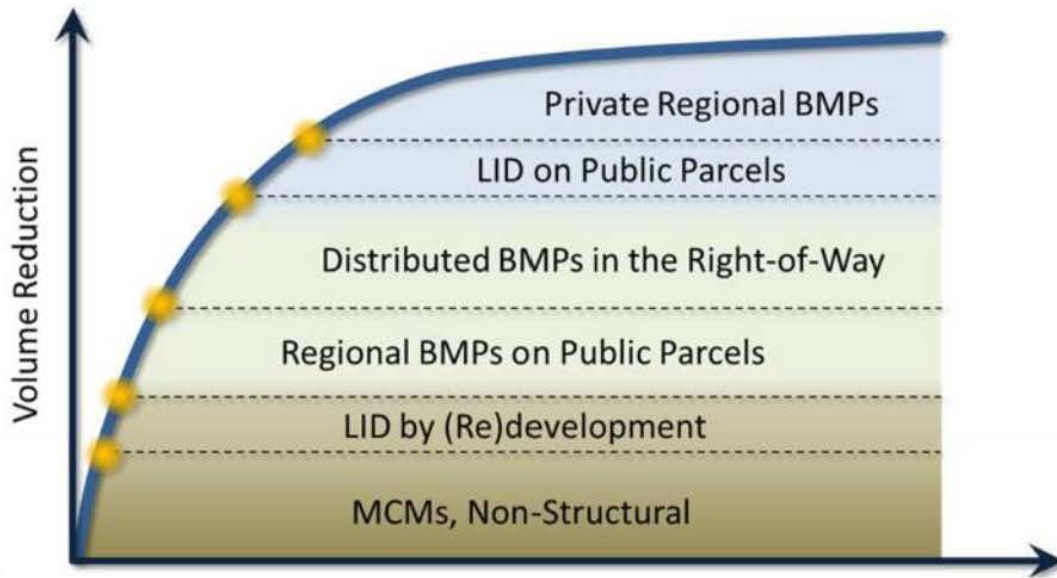 Volume Reduction
Private Regional BMPs
LID on Public Parcels
Distributed BMPs in the Right-of-Way
Regional BMPs on Public Parcels
LID by (Re)development
MCMs, Non-Structural